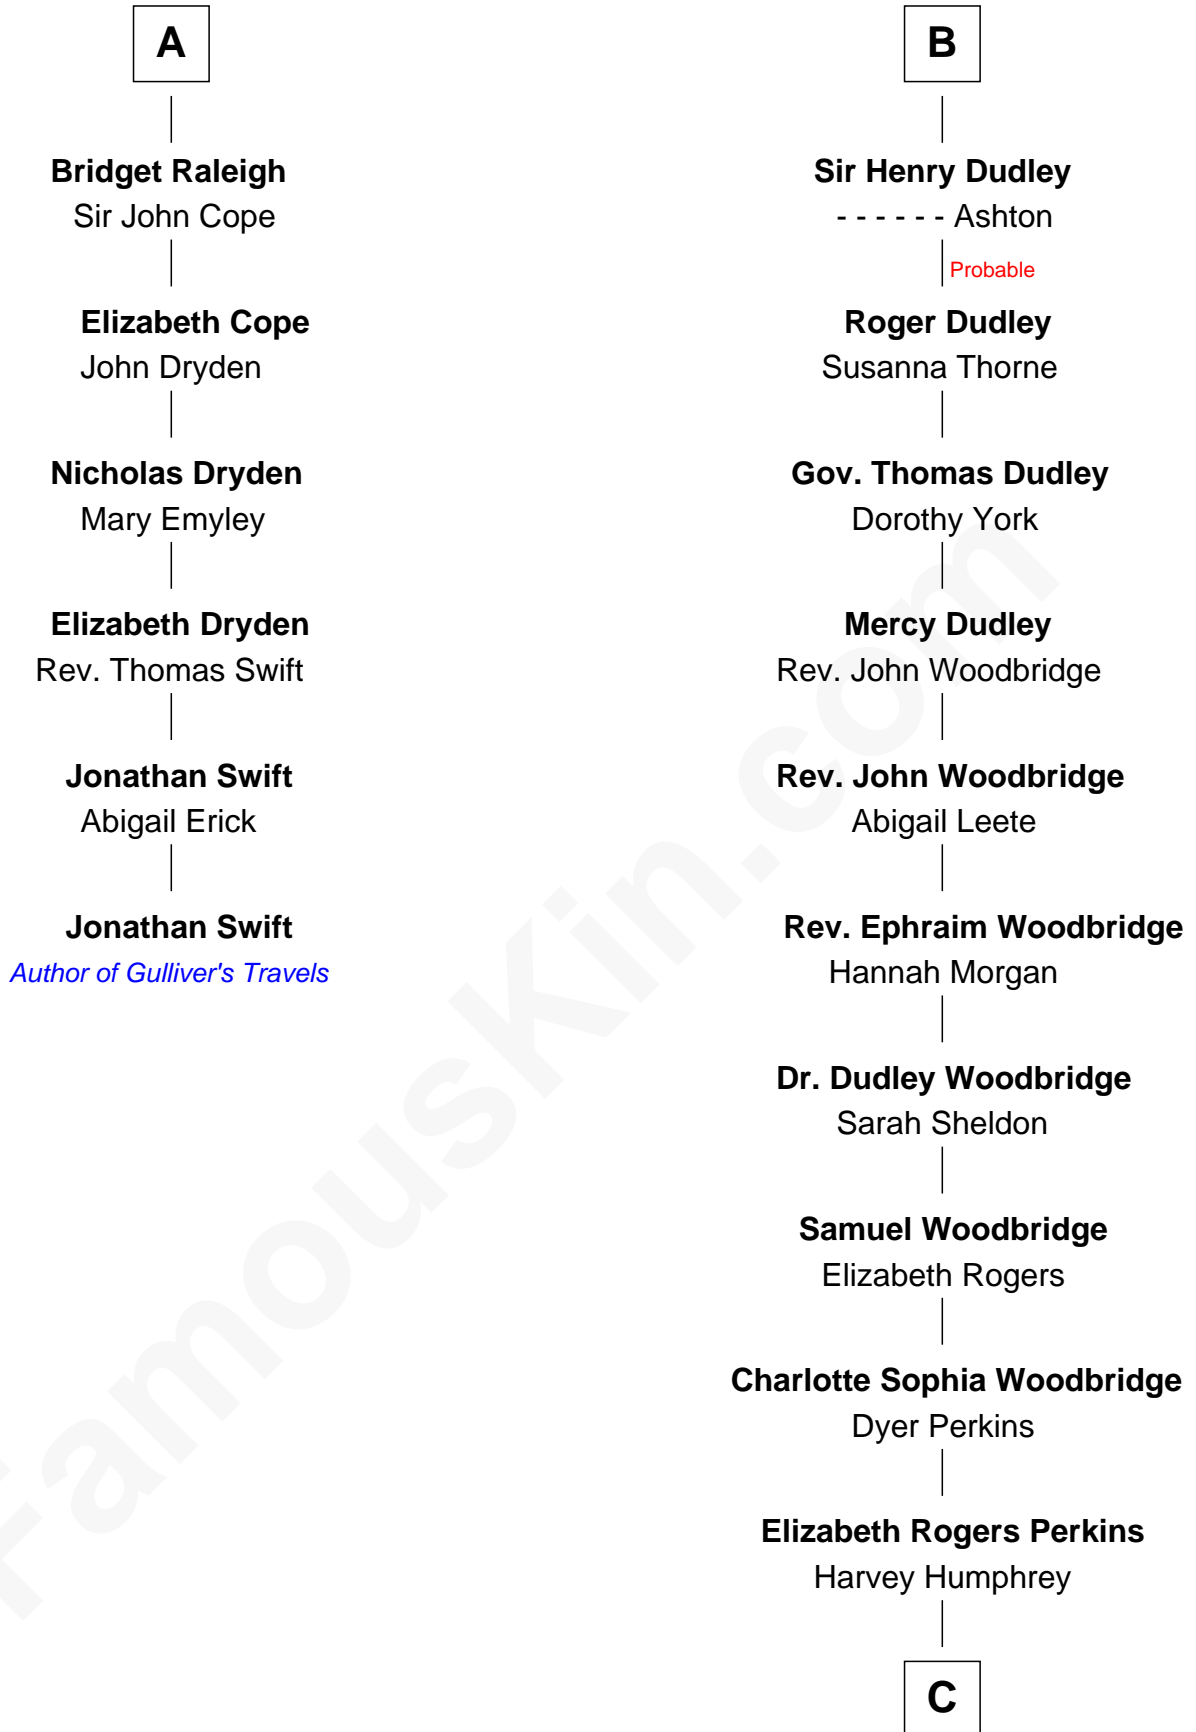 A
Bridget Raleigh
Sir John Cope
Elizabeth Cope
John Dryden
Nicholas Dryden
Mary Emyley
Elizabeth Dryden
Rev. Thomas Swift
Jonathan Swift
Abigail Erick
Jonathan Swift
Author of Gulliver's Travels
B
Sir Henry Dudley
- - - - - - Ashton
Probable
Roger Dudley
Susanna Thorne
Gov. Thomas Dudley
Dorothy York
Mercy Dudley
Rev. John Woodbridge
Rev. John Woodbridge
Abigail Leete
Rev. Ephraim Woodbridge
Hannah Morgan
Dr. Dudley Woodbridge
Sarah Sheldon
Samuel Woodbridge
Elizabeth Rogers
Charlotte Sophia Woodbridge
Dyer Perkins
Elizabeth Rogers Perkins
Harvey Humphrey
C
FamousKin.com